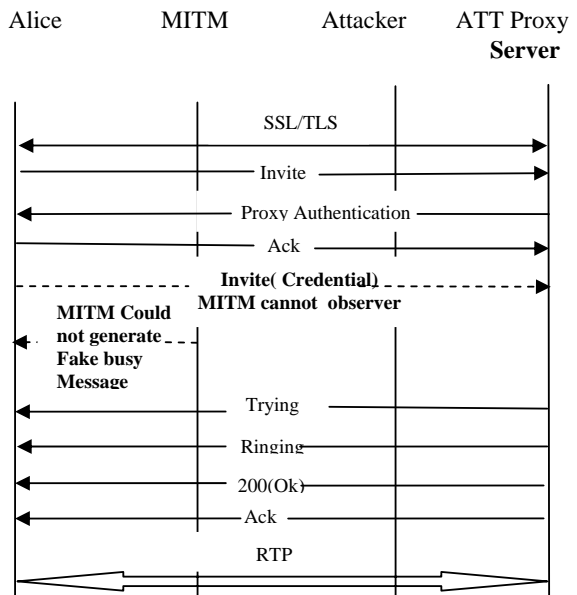 Alice MITM Attacker ATT Proxy
Server
SSL/TLS
Invite
Proxy Authentication
Ack
Invite( Credential)
MITM cannot observer
MITM Could
not generate
Fake busy
Message
Trying
Ringing
200(Ok)
Ack
RTP